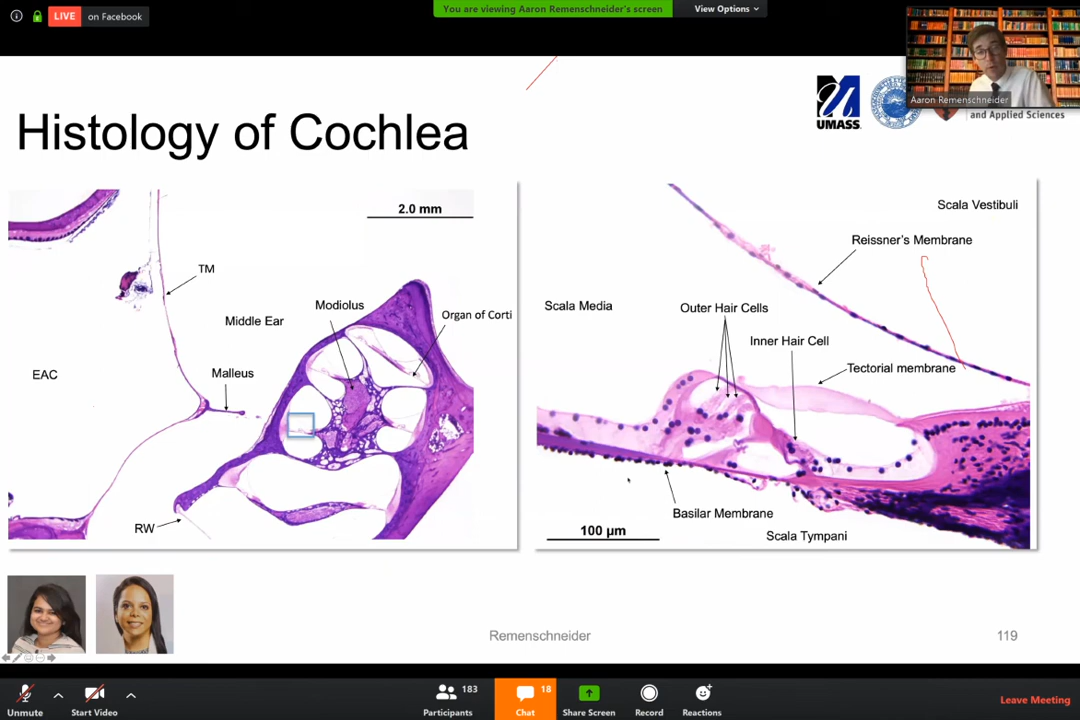 LIVE on Facebook
You are viewing Aaron Remenschneider's screen
View Options
Aaron Remenschneider
UMASS
and Applied Sciences
Histology of Cochlea
2.0 mm
TM
Middle Ear
Modiolus
Organ of Corti
EAC
Malleus
RW
Scala Vestibuli
Reissner's Membrane
Scala Media
Outer Hair Cells
Inner Hair Cell
Tectorial membrane
Basilar Membrane
100 µm
Scala Tympani
Remenschneider
119
Unmute
Start Video
183
Participants
18
Chat
Share Screen
Record
Reactions
Leave Meeting